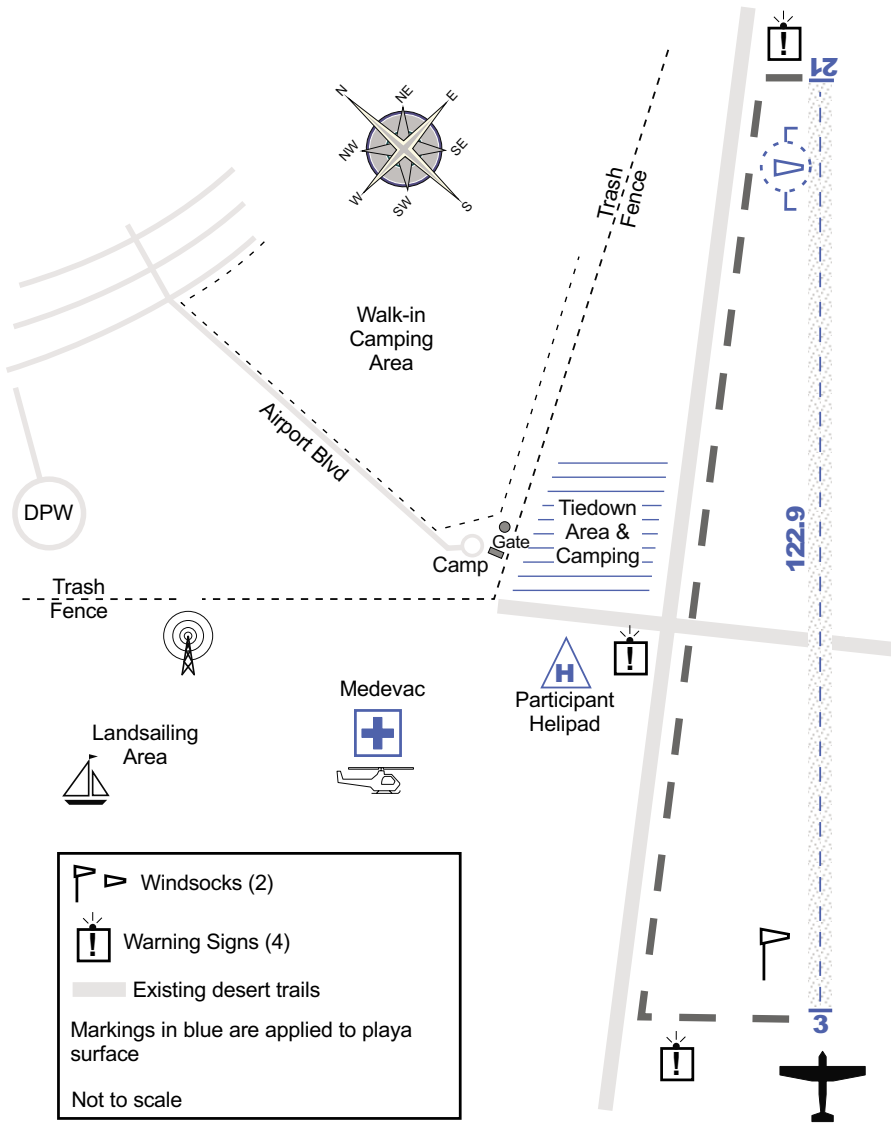 21
N
NE
E
NW
SE
W
SW
S
Trash
Fence
Walk-in
Camping
Area
Airport Blvd
DPW
Tiedown
Area &
Camping
122.9
Gate
Camp
Trash
Fence
!
!
H
Participant
Helipad
Medevac
Landsailing
Area
Windsocks (2)
!
Warning Signs (4)
Existing desert trails
Markings in blue are applied to playa
surface
Not to scale
3
!